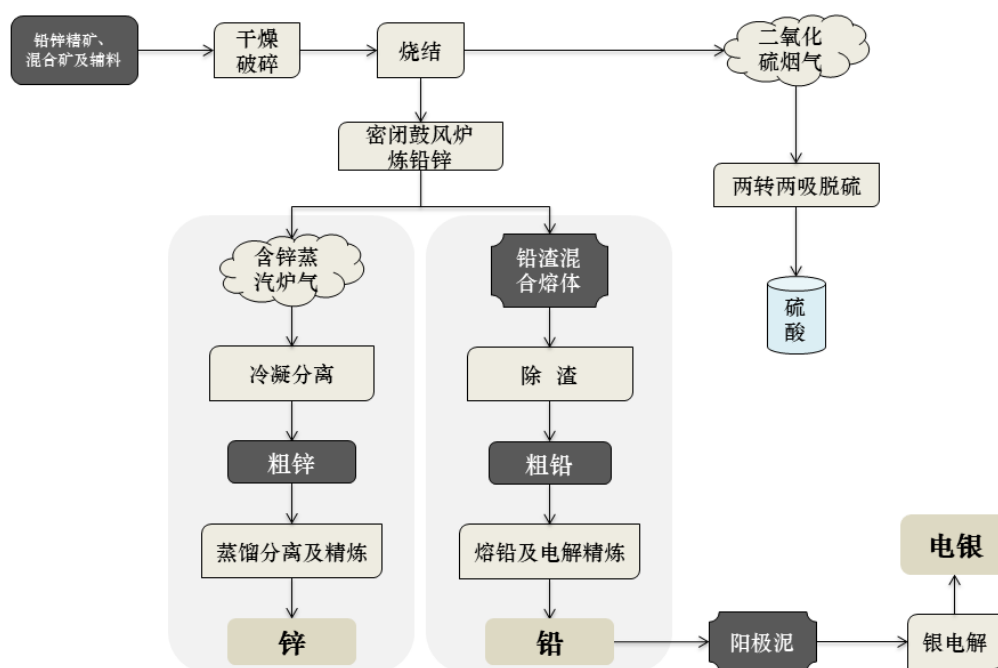 铅锌精矿、
混合矿及辅料
干燥
破碎
烧结
二氧化
硫烟气
密闭鼓风炉
炼铅锌
两转两吸脱硫
含锌蒸
汽炉气
铅渣混
合熔体
硫
酸
冷凝分离
除 渣
粗锌
粗铅
蒸馏分离及精炼
熔铅及电解精炼
电银
锌
铅
阳极泥
银电解